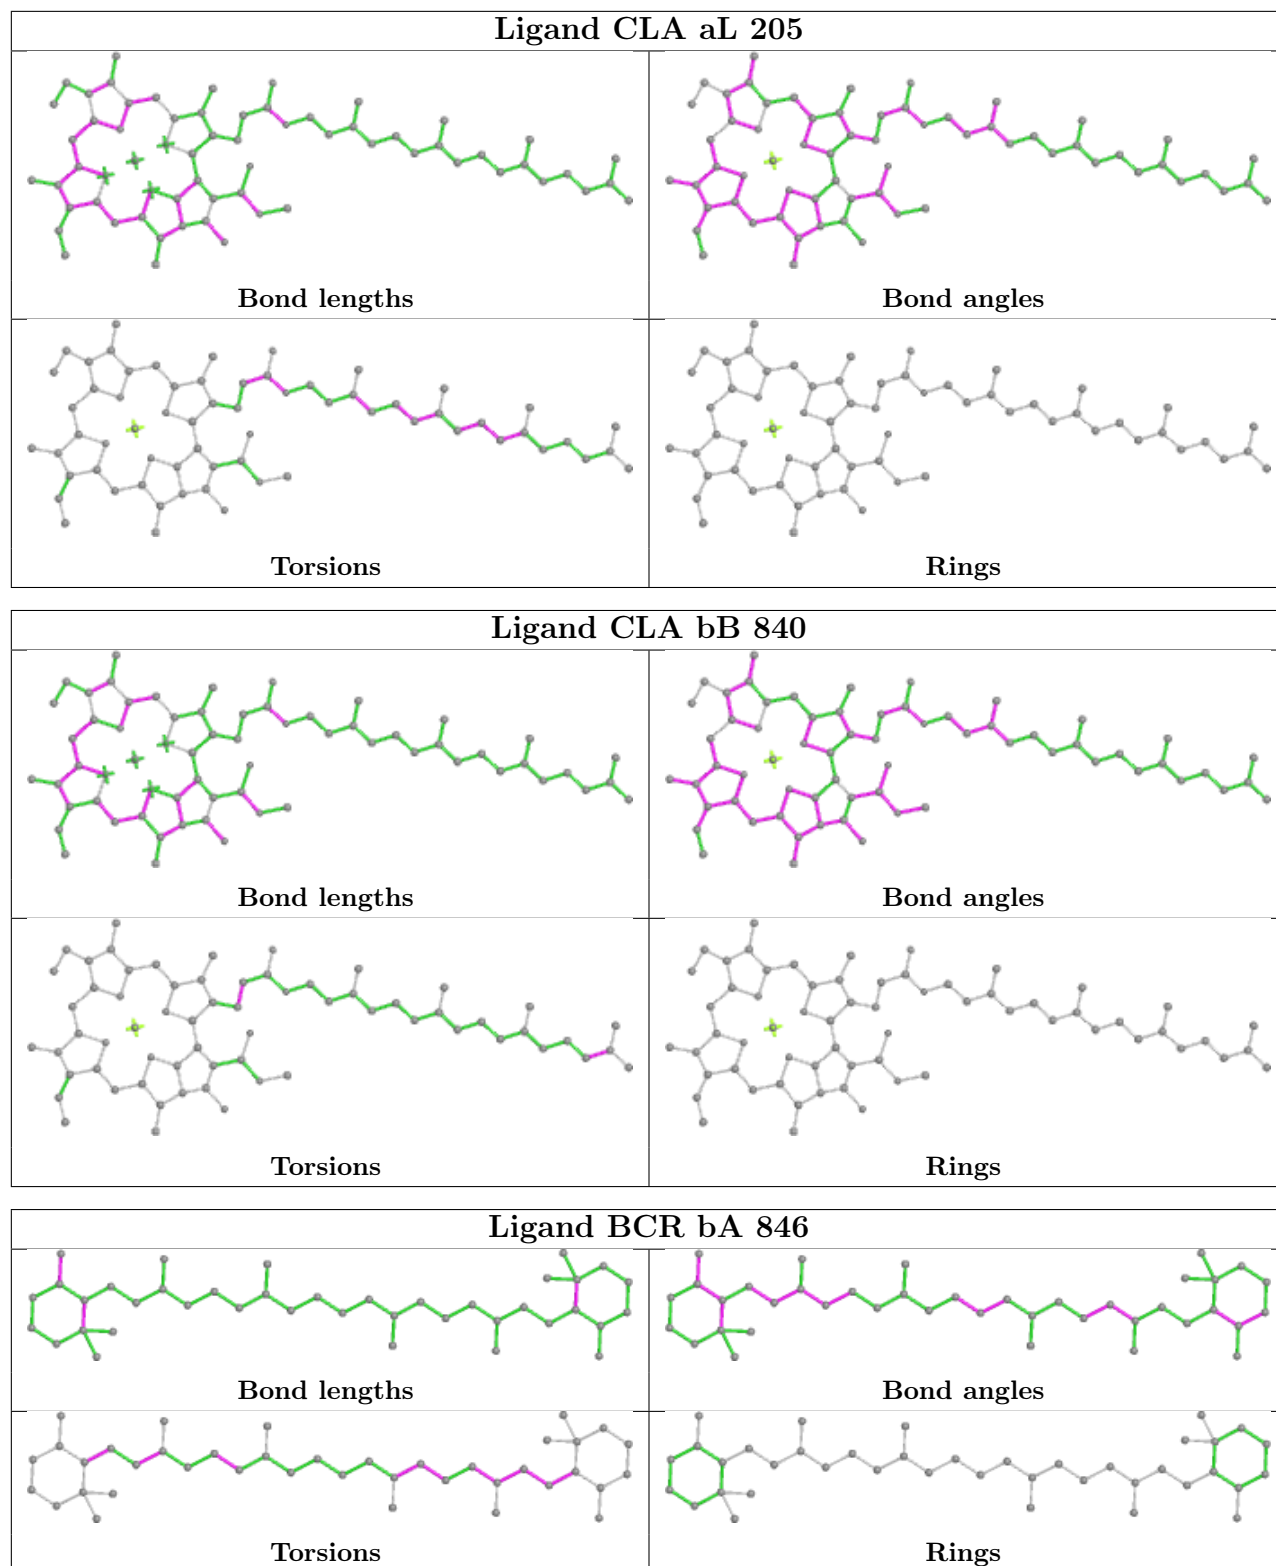 Ligand CLA aL 205
Bond lengths
Bond angles
Torsions
Rings
Ligand CLA bB 840
Bond lengths
Bond angles
Torsions
Rings
Ligand BCR bA 846
Bond lengths
Bond angles
Torsions
Rings